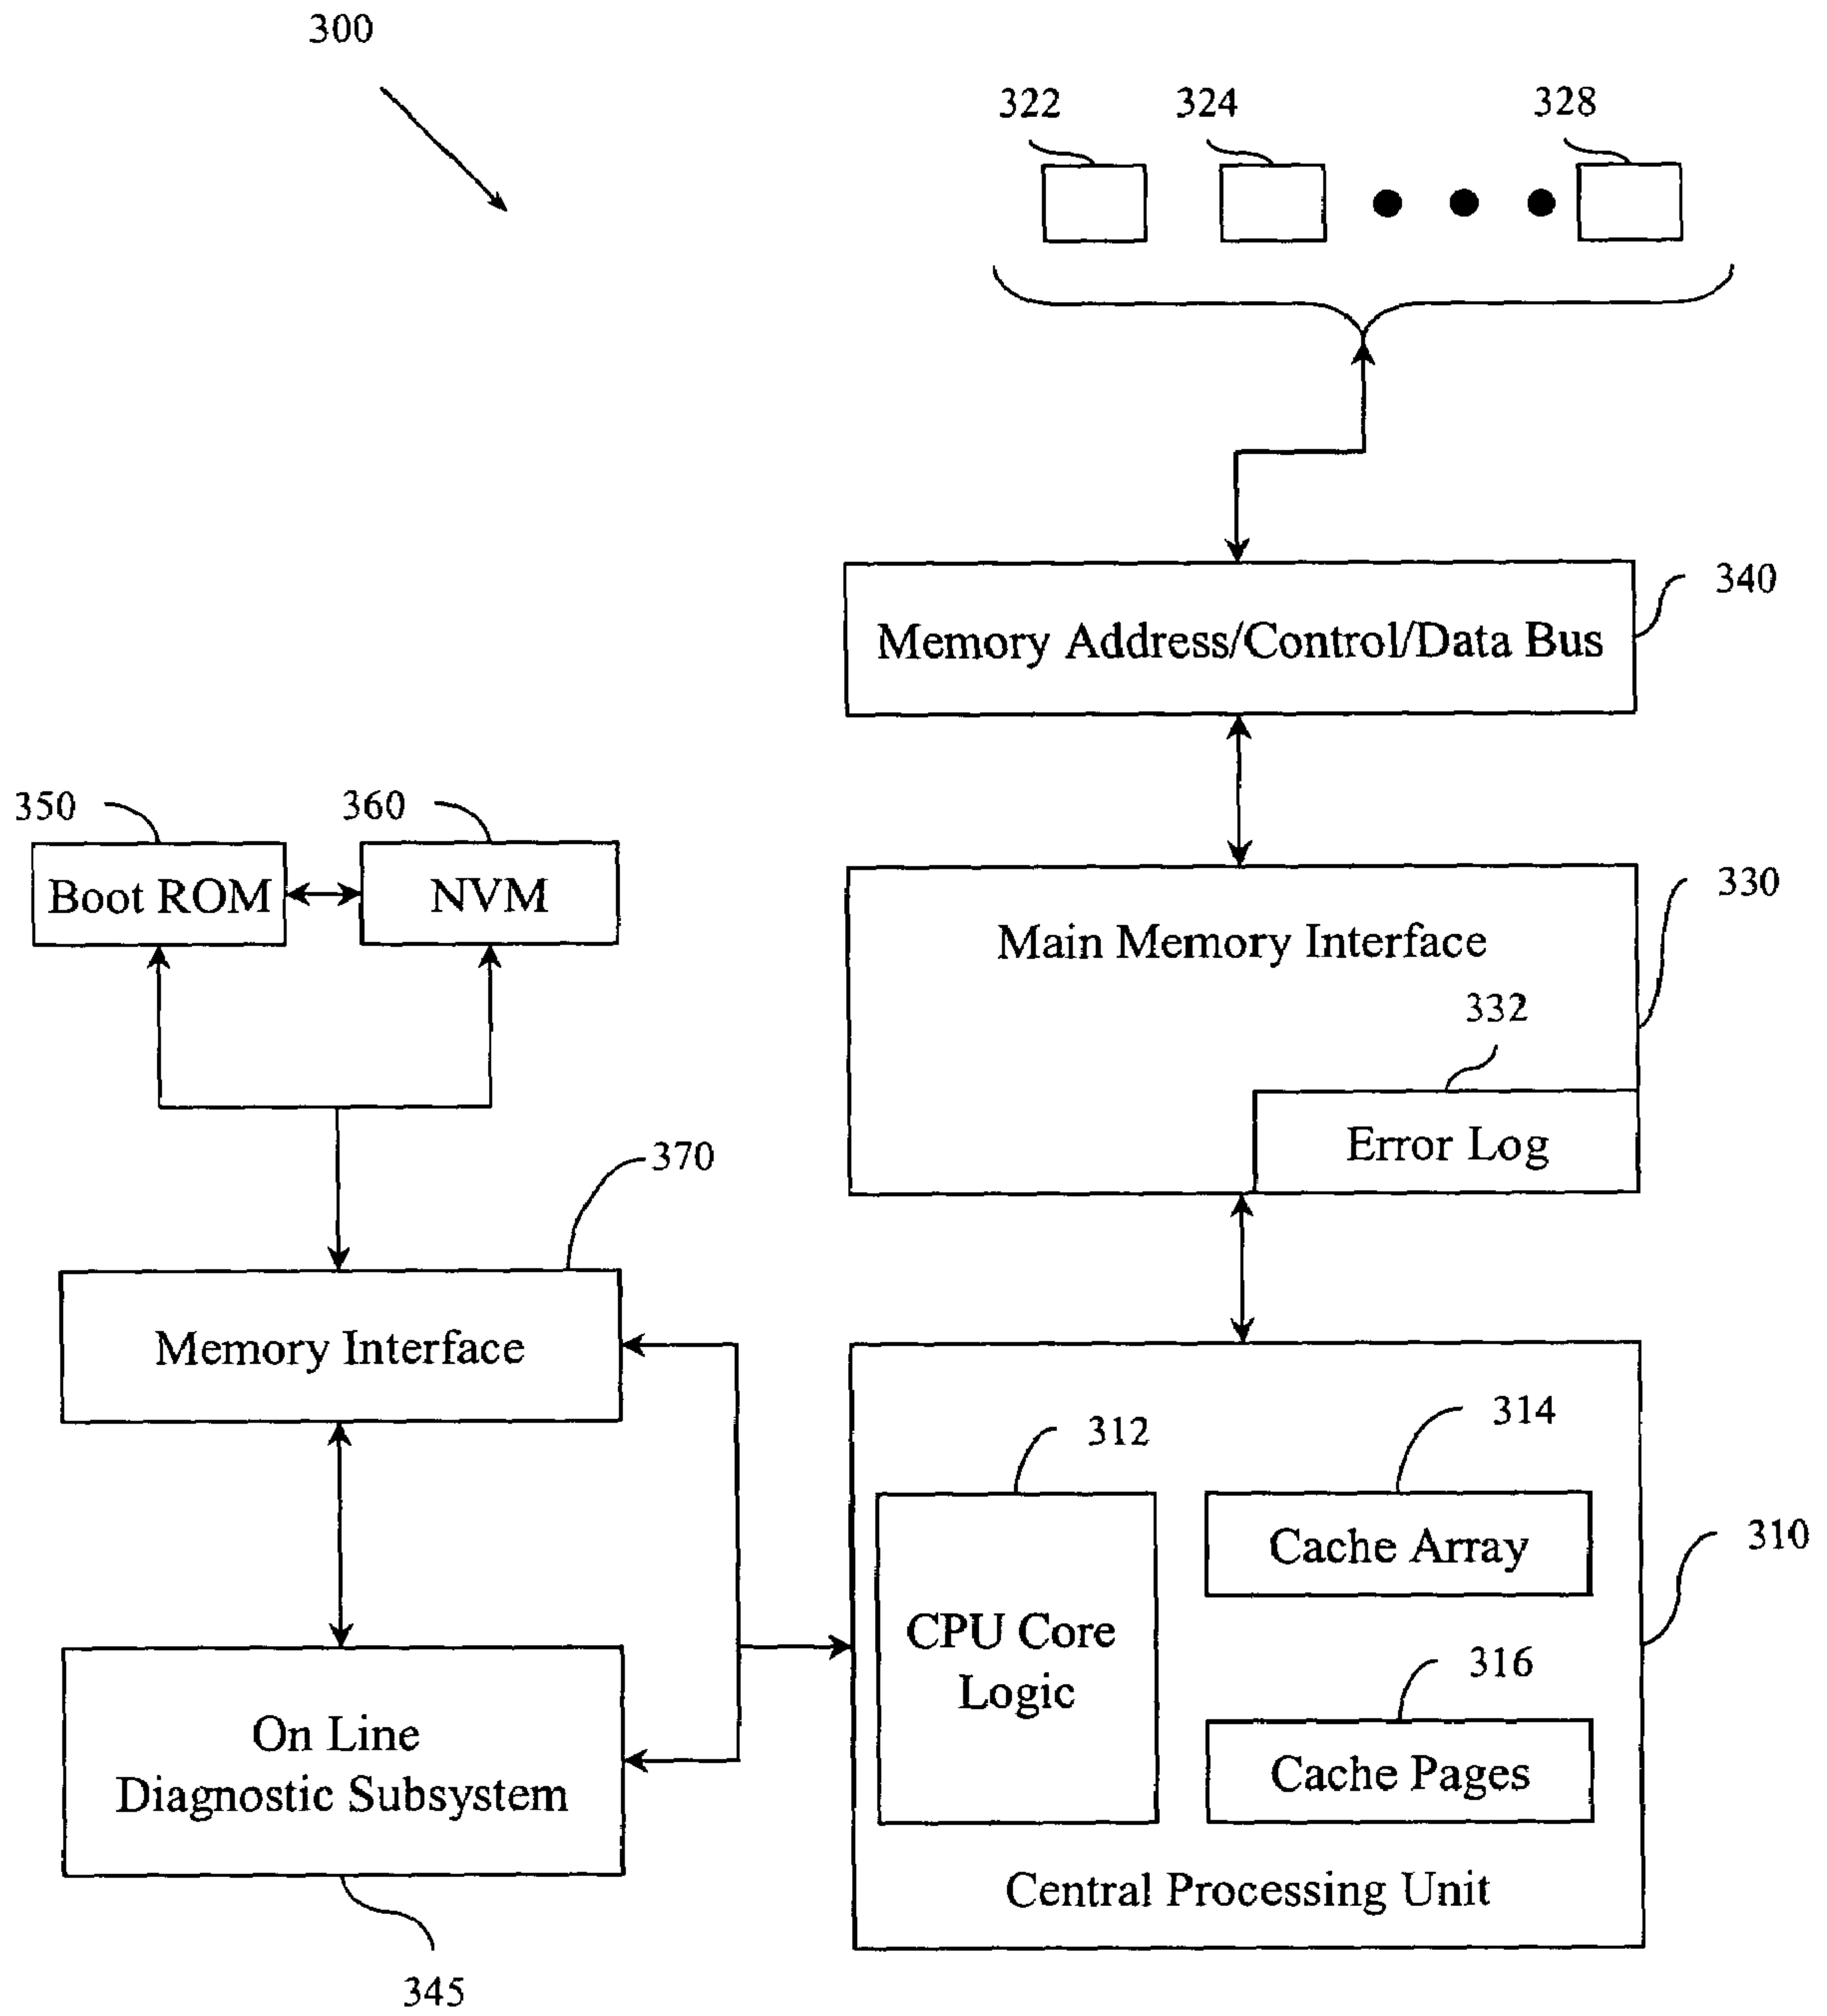 300
322
324
328
340
Memory Address/Control/Data Bus
350
360
Boot ROM
NVM
330
Main Memory Interface
332
Error Log
370
Memory Interface
312
314
Cache Array
310
CPU Core
Logic
316
Cache Pages
On Line
Diagnostic Subsystem
Central Processing Unit
345